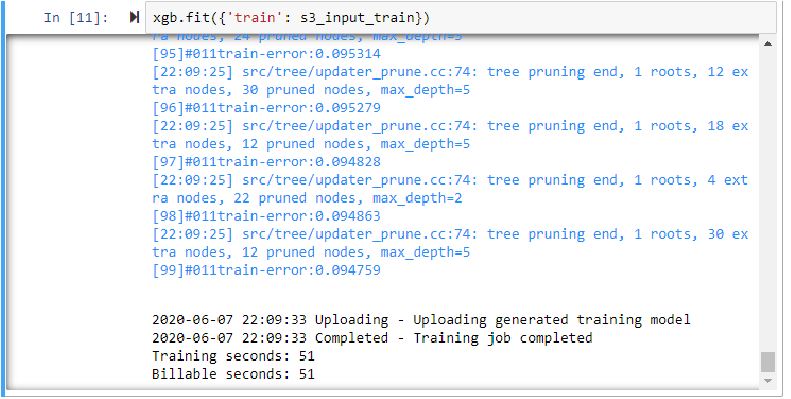 In [11]: xgb.fit({'train': s3_input_train})
ra nodes, 24 pruned nodes, max_depth=5
[95]#011train-error:0.095314
[22:09:25] src/tree/updater_prune.cc:74: tree pruning end, 1 roots, 12 ex
tra nodes, 30 pruned nodes, max_depth=5
[96]#011train-error:0.095279
[22:09:25] src/tree/updater_prune.cc:74: tree pruning end, 1 roots, 18 ex
tra nodes, 12 pruned nodes, max_depth=5
[97]#011train-error:0.094828
[22:09:25] src/tree/updater_prune.cc:74: tree pruning end, 1 roots, 4 ext
ra nodes, 22 pruned nodes, max_depth=2
[98]#011train-error:0.094863
[22:09:25] src/tree/updater_prune.cc:74: tree pruning end, 1 roots, 30 ex
tra nodes, 12 pruned nodes, max_depth=5
[99]#011train-error:0.094759
2020-06-07 22:09:33 Uploading - Uploading generated training model
2020-06-07 22:09:33 Completed - Training job completed
Training seconds: 51
Billable seconds: 51